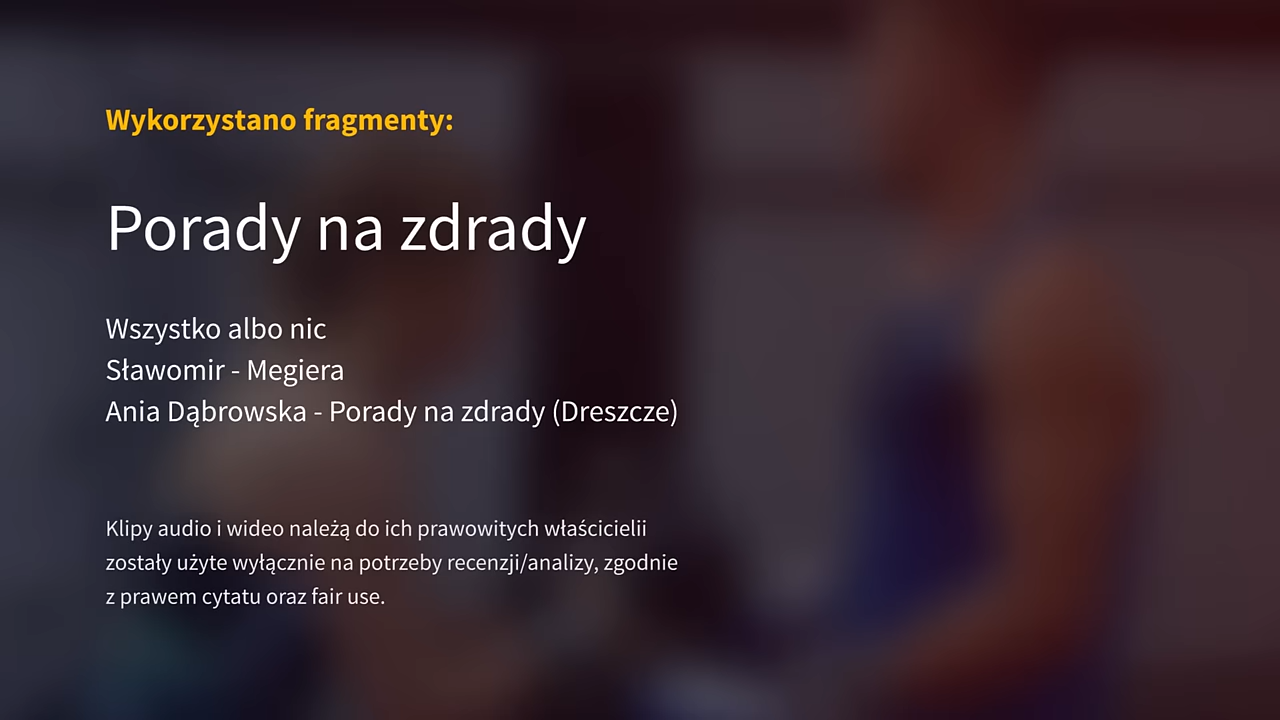 Wykorzystano fragmenty:
Porady na zdrady
Wszystko albo nic
Sławomir - Megiera
Ania Dąbrowska - Porady na zdrady (Dreszcze)
Klipy audio i wideo należą do ich prawowitych właścicielii
zostały użyte wyłącznie na potrzeby recenzji/analizy, zgodnie
z prawem cytatu oraz fair use.